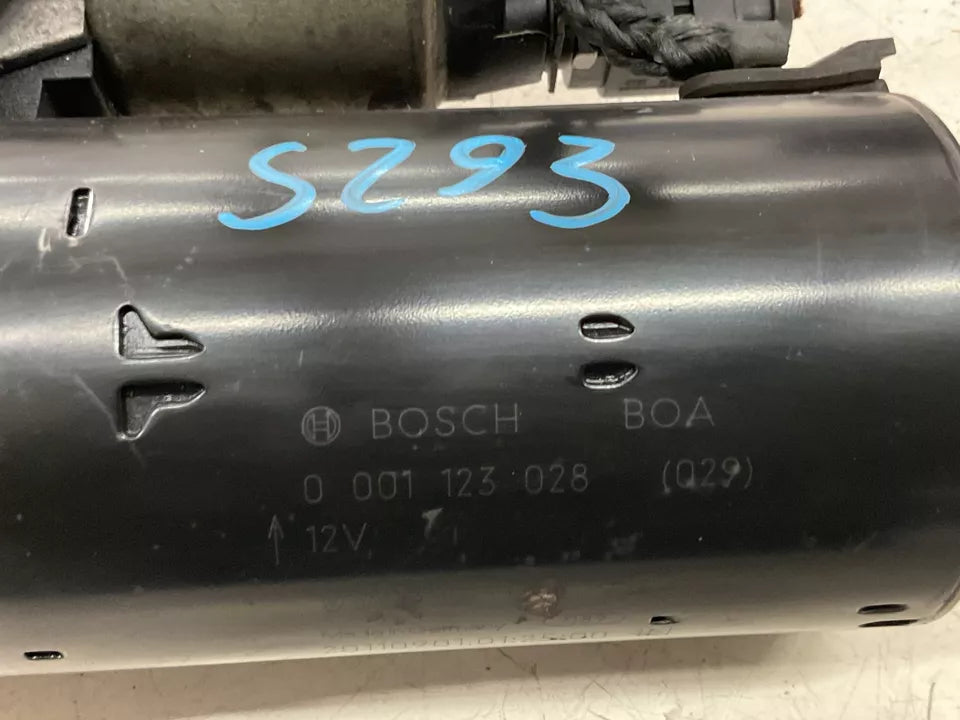 S293
BOSCH BOA
0 001 123 028 (029)
↑ 12V